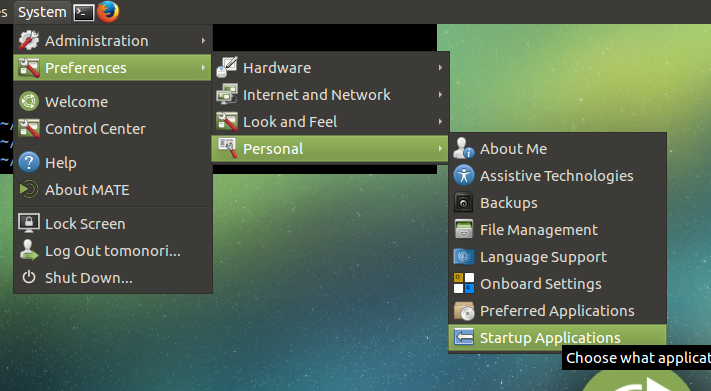 System
Administration
Preferences
Welcome
Control Center
Help
About MATE
Lock Screen
Log Out tomonori...
Shut Down...
Hardware
Internet and Network
Look and Feel
Personal
About Me
Assistive Technologies
Backups
File Management
Language Support
Onboard Settings
Preferred Applications
Startup Applications
Choose what applicat